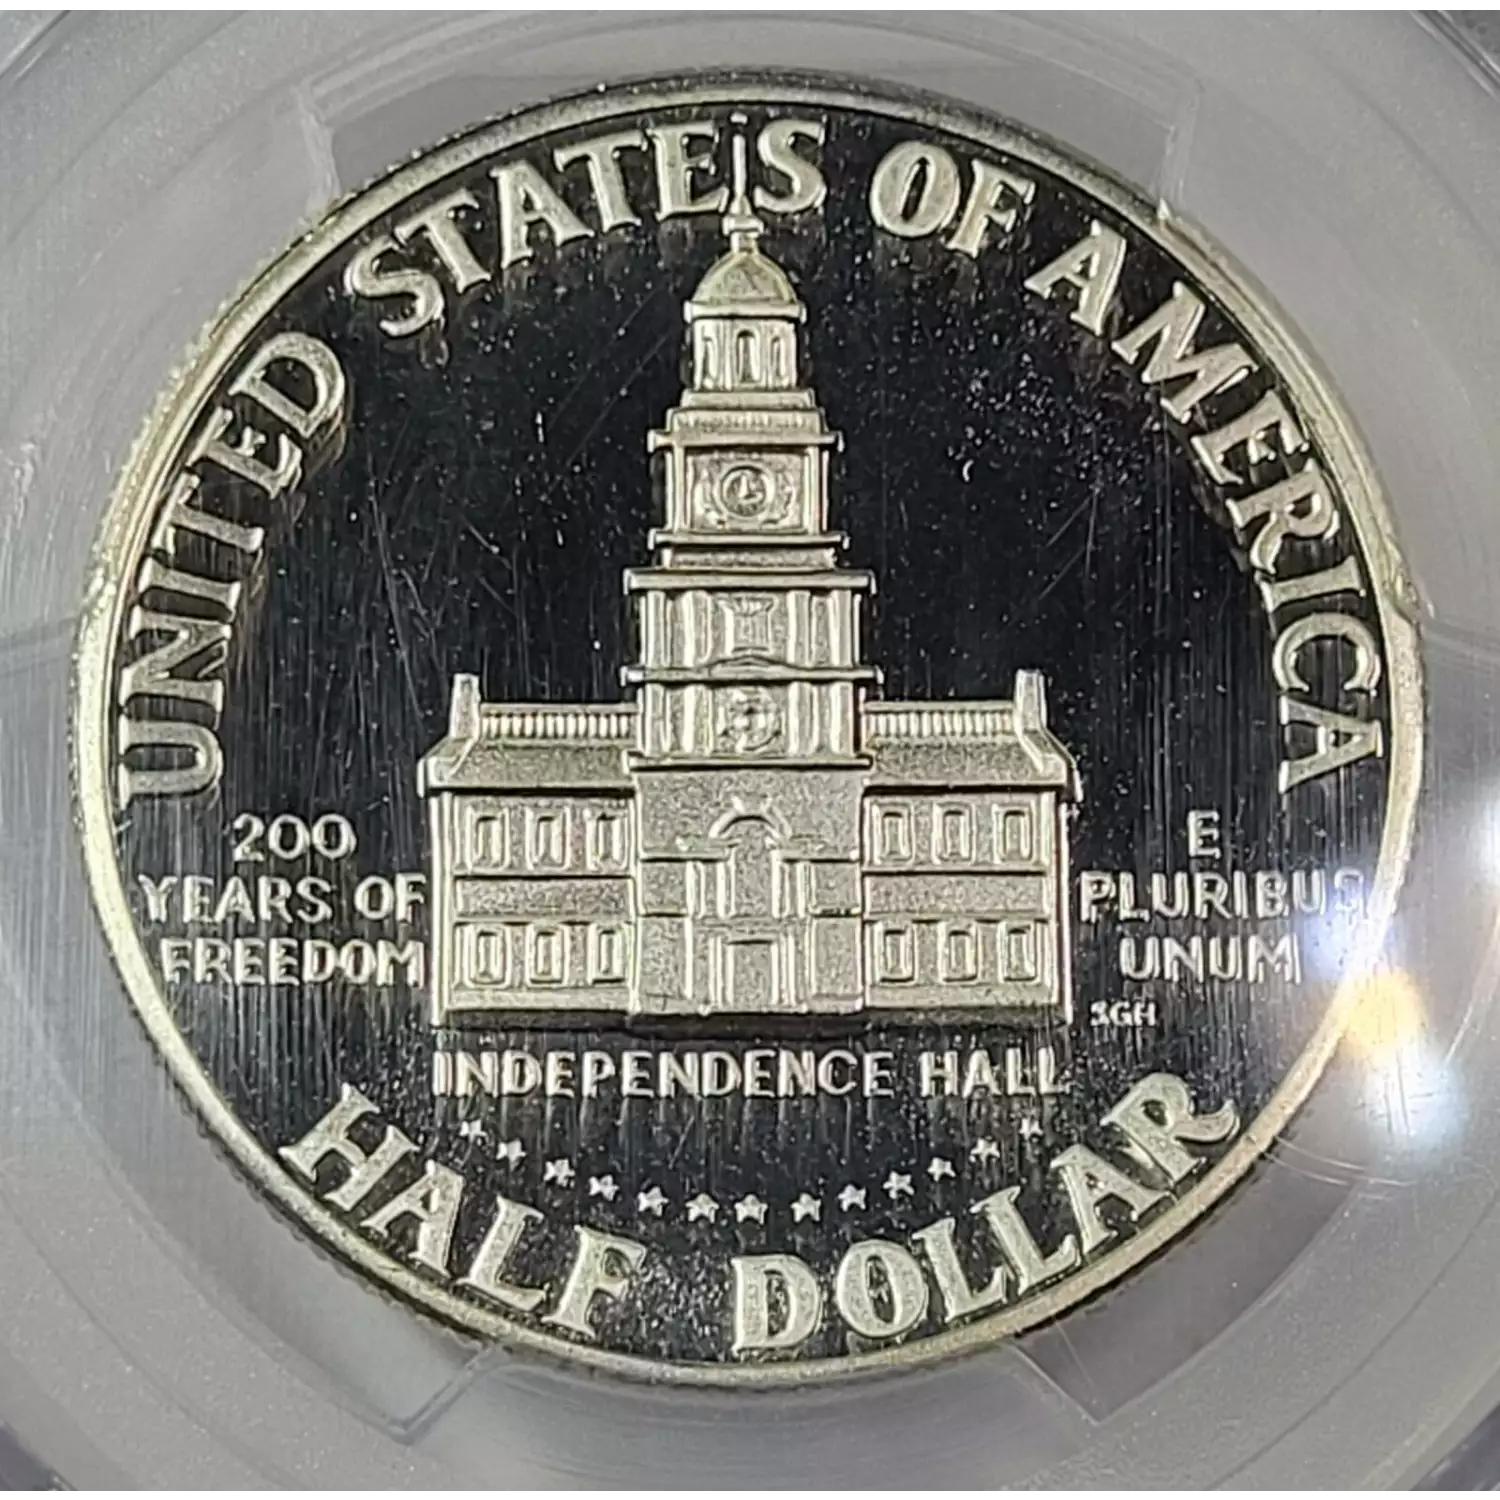 UNITED STATES OF AMERICA
200
YEARS OF
FREEDOM
E
PLURIBUS
UNUM
SGH
INDEPENDENCE HALL
HALF DOLLAR